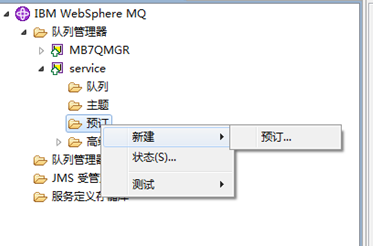 IBM WebSphere MQ
队列管理器
MB7QMGR
service
队列
主题
预订
新建
预订...
高级
状态(S)...
队列管理器
测试
JMS 受管
服务定义存储库